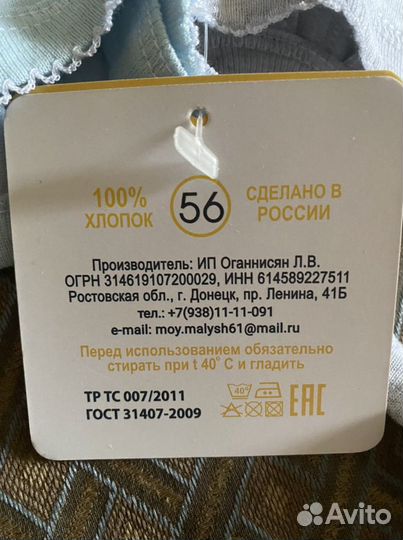 100%
ХЛОПОК
56
СДЕЛАНО В
РОССИИ
Производитель: ИП Оганнисян Л.В.
ОГРН 314619107200029, ИНН 614589227511
Ростовская обл., г. Донецк, пр. Ленина, 41Б
тел.: +7(938)11-11-091
e-mail: moy.malysh61@mail.ru
Перед использованием обязательно
стирать при t 40° С и гладить
ТР ТС 007/2011
ГОСТ 31407-2009
40°
ЕАС
Avito